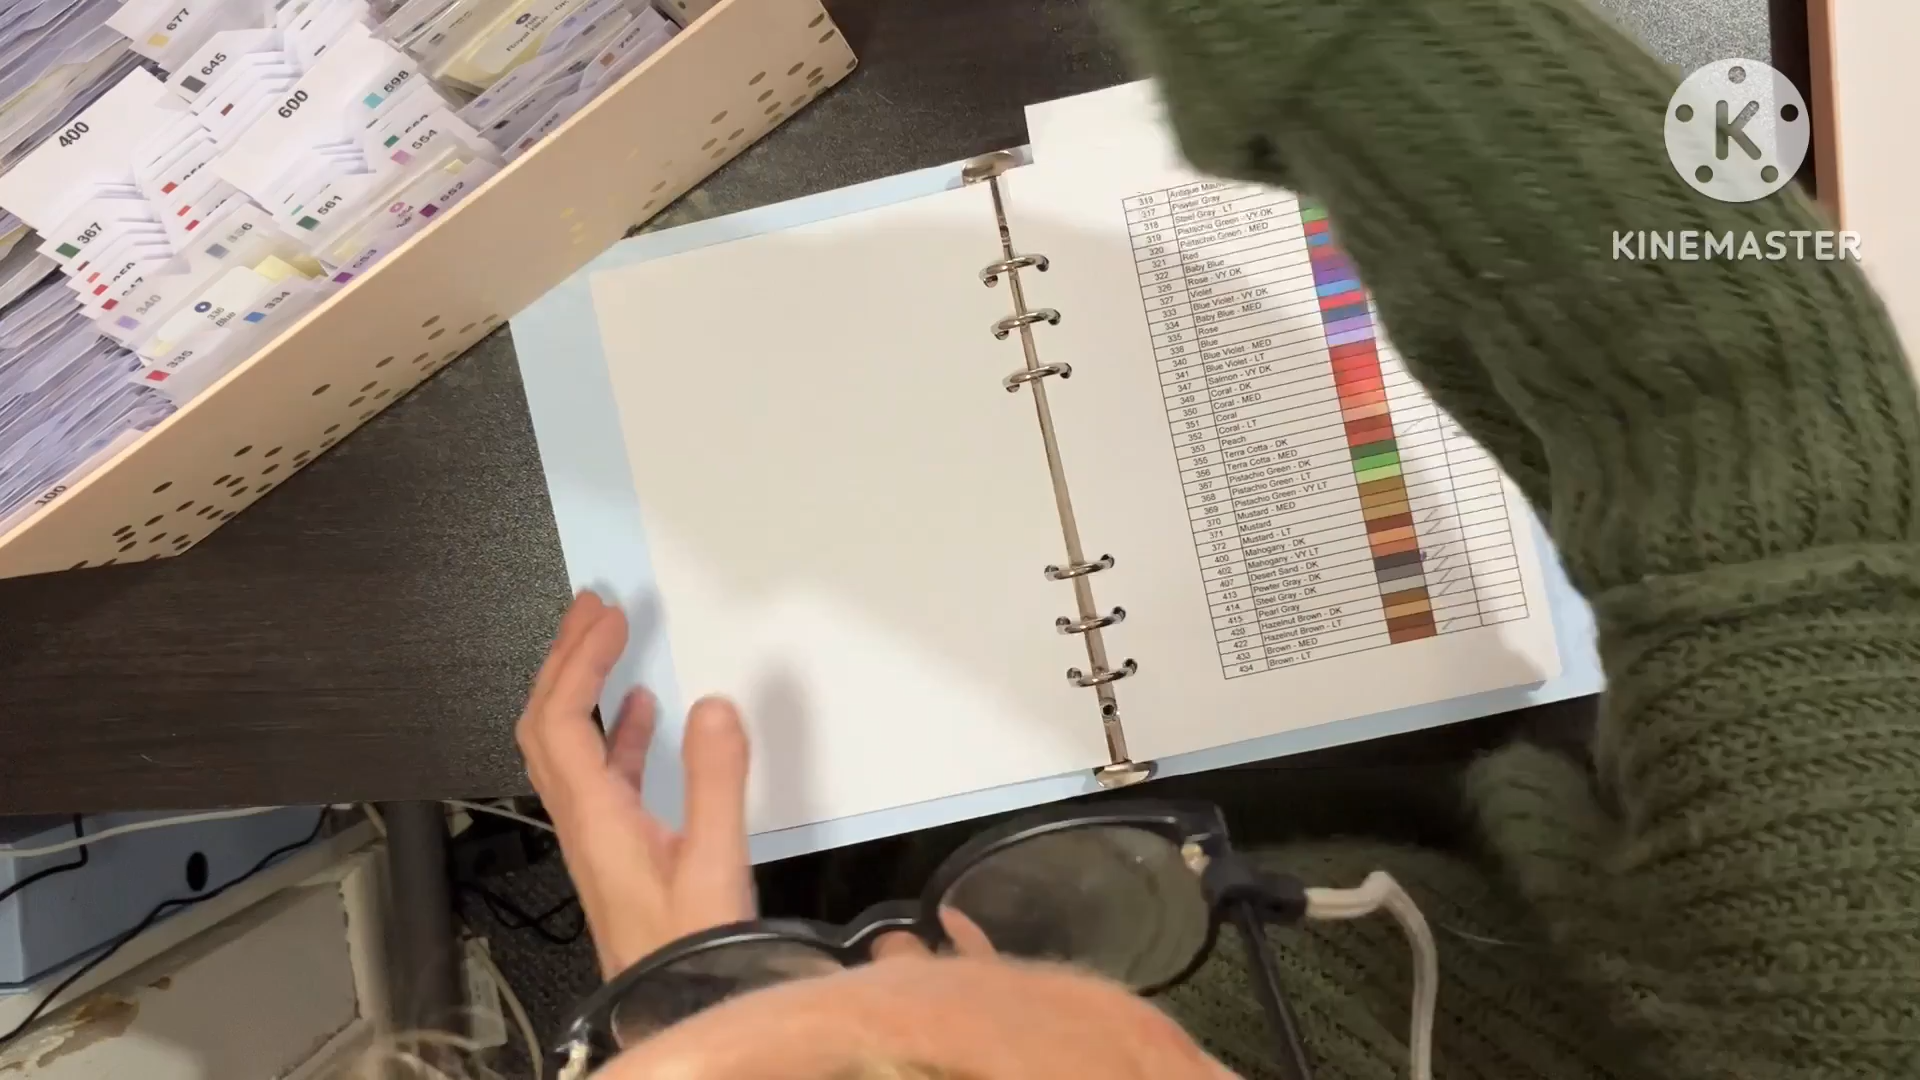 677
645
400
600
598
554
552
367
561
553
340
336
Blue
334
335
100
KINEMASTER
317 Pewter Gray
318 Steel Gray - LT
319 Pistachio Green - VY DK
320 Pistachio Green - MED
321 Red
322 Baby Blue
326 Rose - VY DK
327 Violet
333 Blue Violet - VY DK
334 Baby Blue - MED
335 Rose
336 Blue
340 Blue Violet - MED
341 Blue Violet - LT
347 Salmon - VY DK
349 Coral - DK
350 Coral - MED
351 Coral
352 Coral - LT
353 Peach
355 Terra Cotta - DK
356 Terra Cotta - MED
367 Pistachio Green - DK
368 Pistachio Green - LT
369 Pistachio Green - VY LT
370 Mustard - MED
371 Mustard
372 Mustard - LT
400 Mahogany - DK
402 Mahogany - VY LT
407 Desert Sand - DK
413 Pewter Gray - DK
414 Steel Gray - DK
415 Pearl Gray
420 Hazelnut Brown - DK
422 Hazelnut Brown - LT
433 Brown - MED
434 Brown - LT